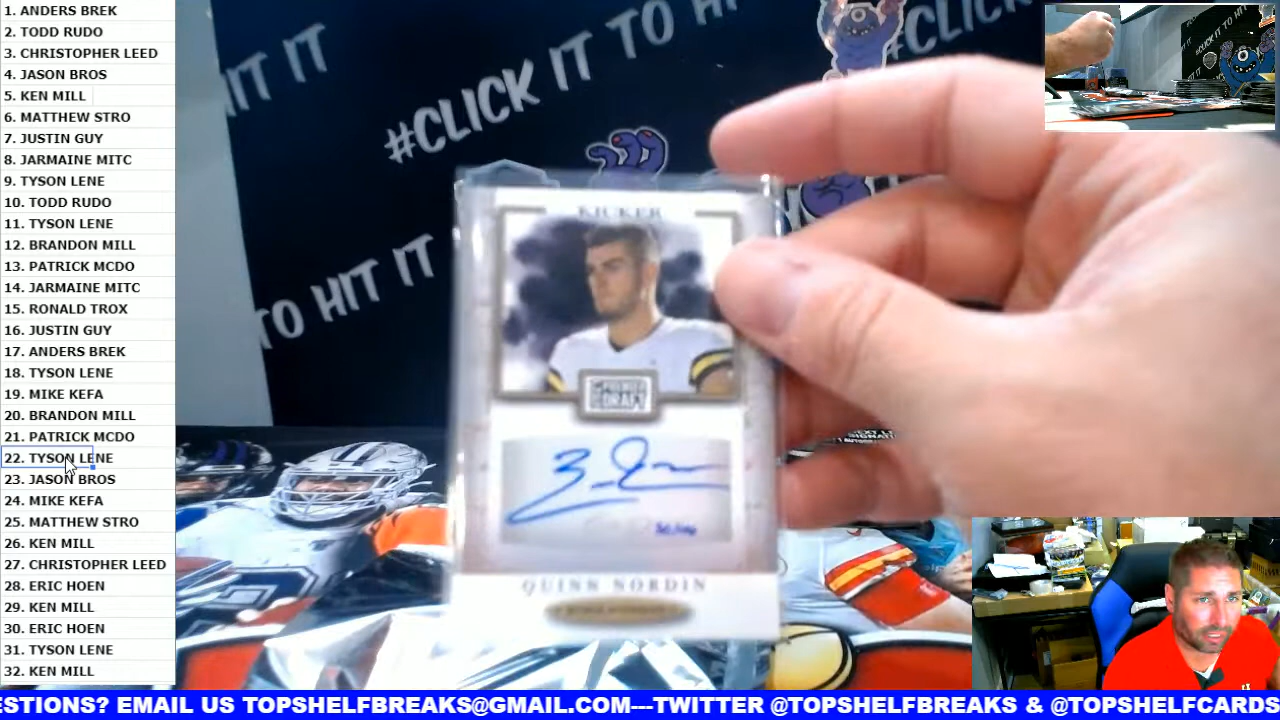 1. ANDERS BREK
2. TODD RUDO
3. CHRISTOPHER LEED
4. JASON BROS
5. KEN MILL
6. MATTHEW STRO
7. JUSTIN GUY
8. JARMAINE MITC
9. TYSON LENE
10. TODD RUDO
11. TYSON LENE
12. BRANDON MILL
13. PATRICK MCDO
14. JARMAINE MITC
15. RONALD TROX
16. JUSTIN GUY
17. ANDERS BREK
18. TYSON LENE
19. MIKE KEFA
20. BRANDON MILL
21. PATRICK MCDO
22. TYSON LENE
23. JASON BROS
24. MIKE KEFA
25. MATTHEW STRO
26. KEN MILL
27. CHRISTOPHER LEED
28. ERIC HOEN
29. KEN MILL
30. ERIC HOEN
31. TYSON LENE
32. KEN MILL
HIT IT
#CLICK IT TO HIT
#CLICK
TO HIT IT
KICKER
DRAFT
QUINN NORDIN
ESTIONS? EMAIL US TOPSHELFBREAKS@GMAIL.COM---TWITTER @TOPSHELFBREAKS & @TOPSHELFCARDS